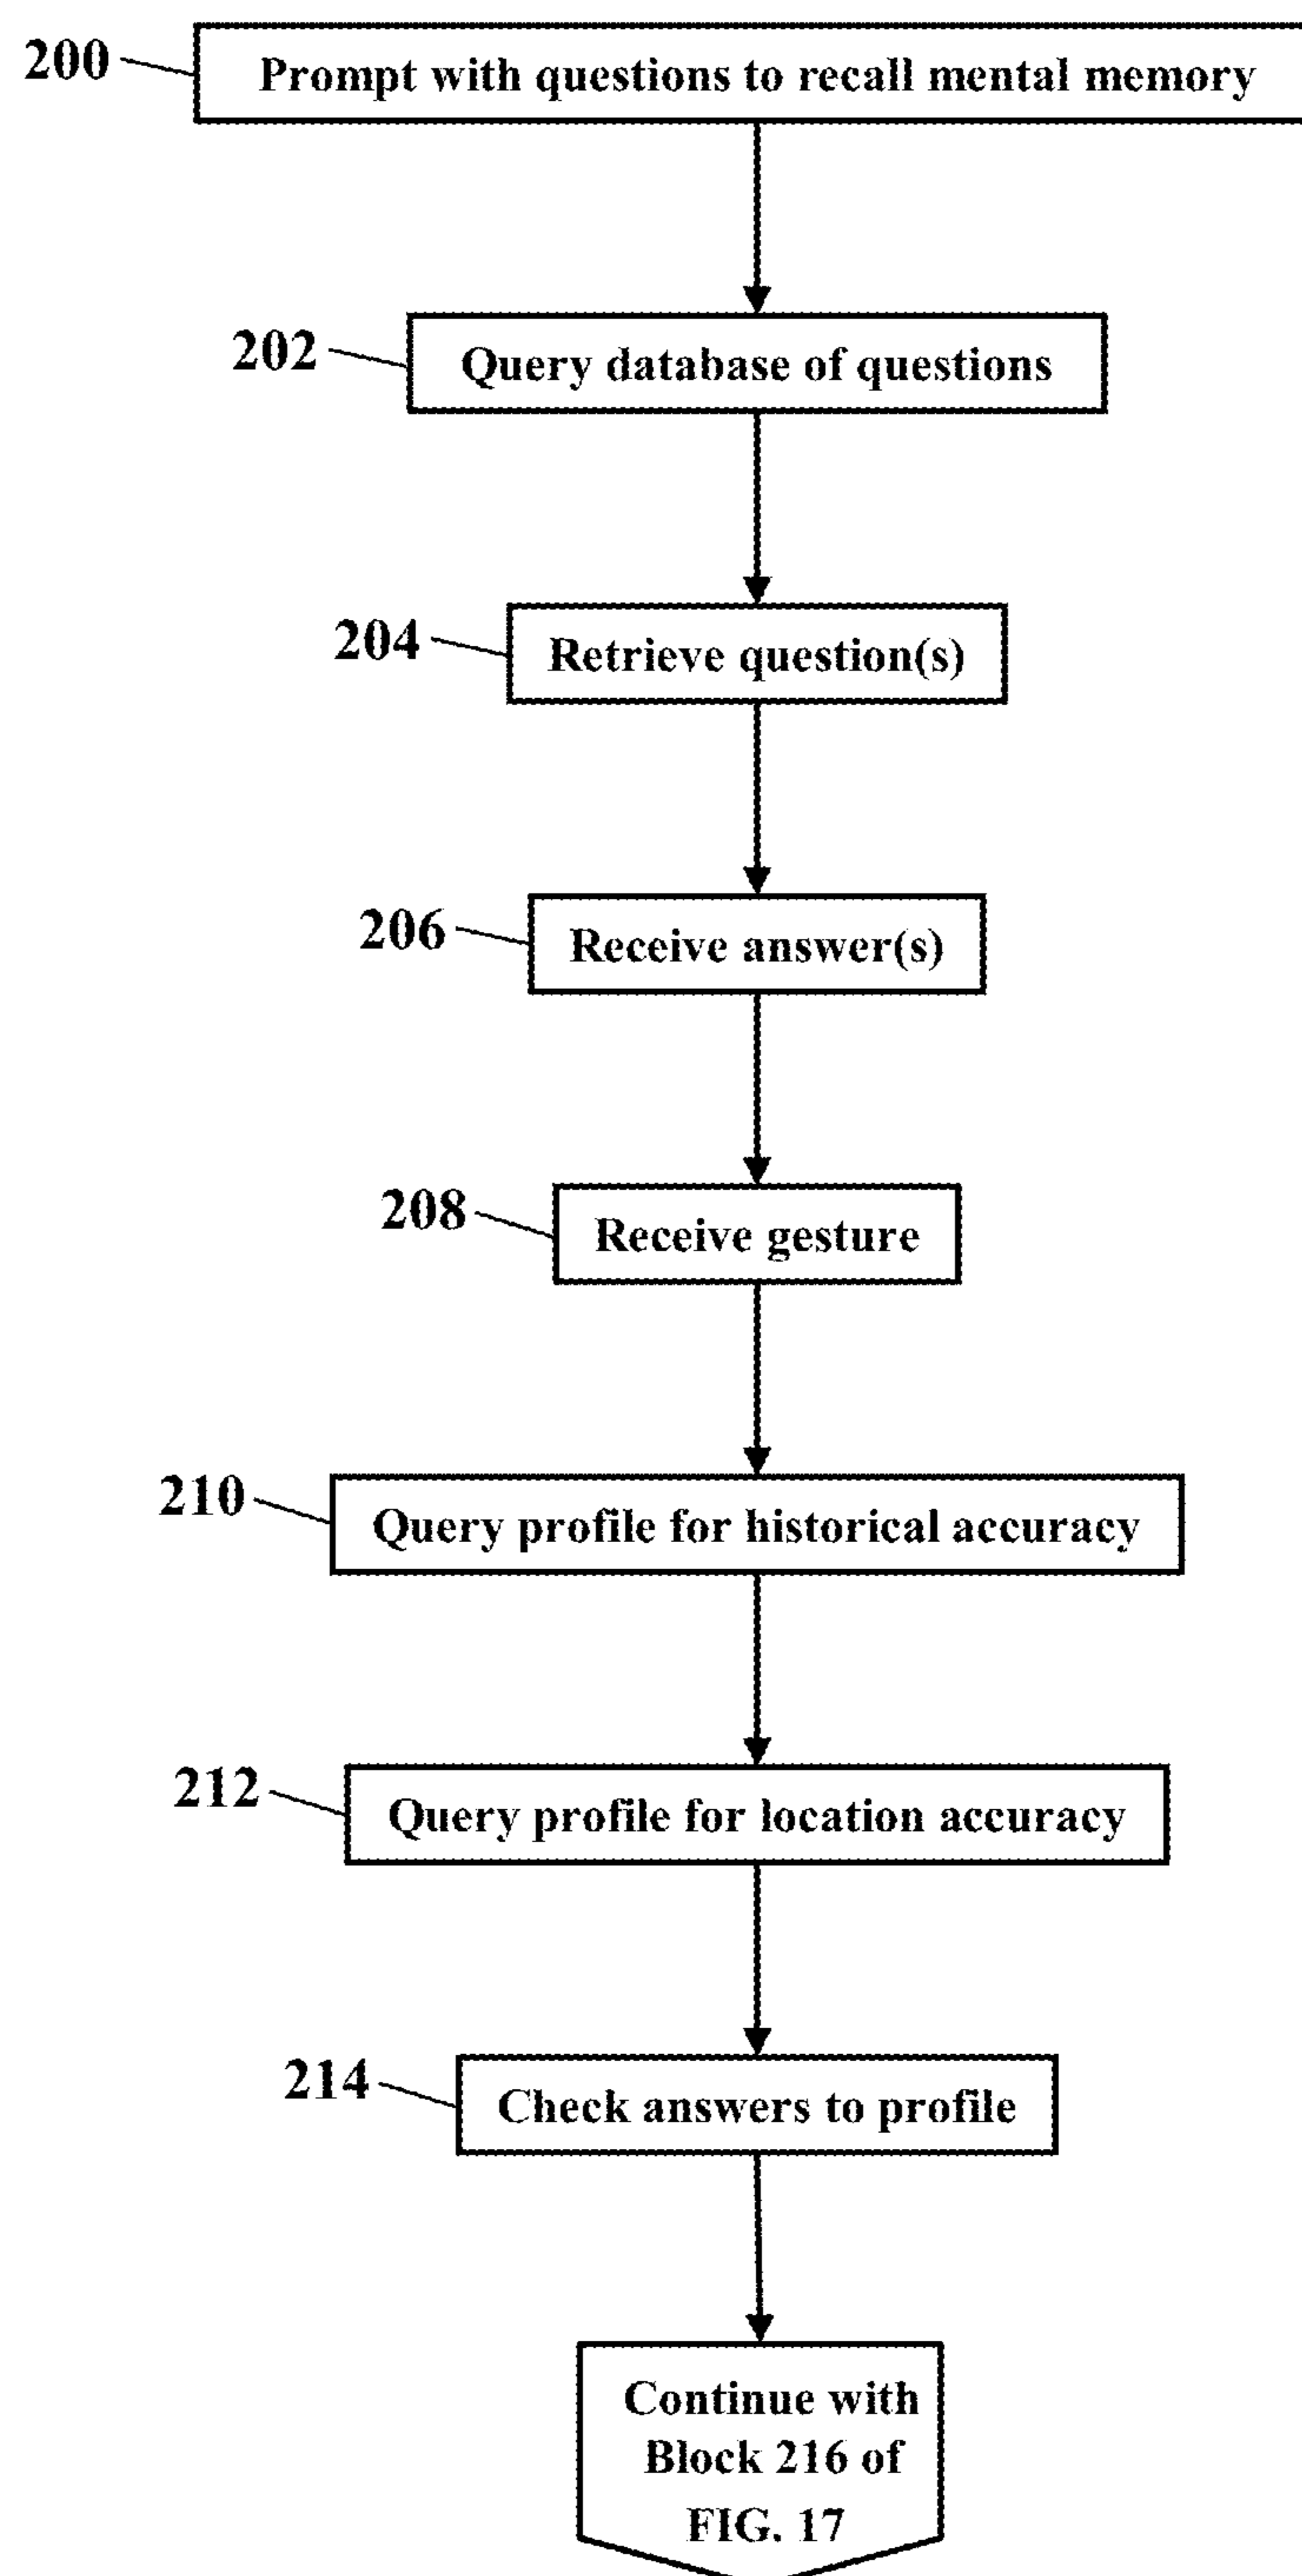 200
Prompt with questions to recall mental memory
202
Query database of questions
204
Retrieve question(s)
206
Receive answer(s)
208
Receive gesture
210
Query profile for historical accuracy
212
Query profile for location accuracy
214
Check answers to profile
Continue with
Block 216 of
FIG. 17